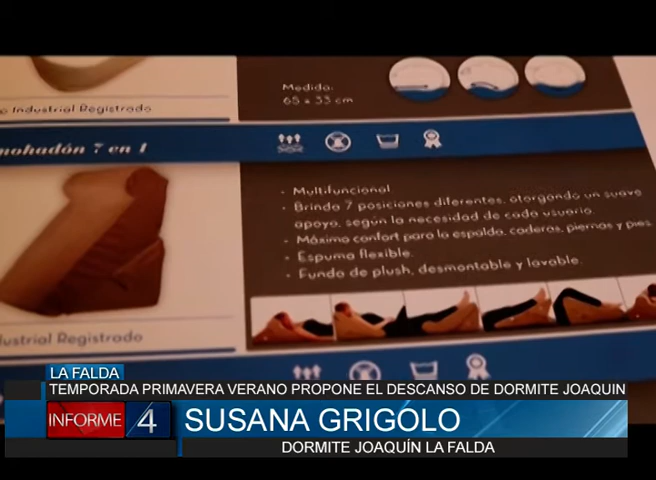 Medida:
65 x 33 cm
o Industrial Registrado
mohadón 7 en 1
- Multifuncional
- Brinda 7 posiciones diferentes, otorgando un suave
apoyo, según la necesidad de cada usuario.
- Máximo confort para la espalda, caderas, piernas y pies.
- Espuma flexible.
- Funda de plush, desmontable y lavable.
ustrial Registrado
LA FALDA
TEMPORADA PRIMAVERA VERANO PROPONE EL DESCANSO DE DORMITE JOAQUIN
INFORME 4
SUSANA GRIGOLO
DORMITE JOAQUÍN LA FALDA